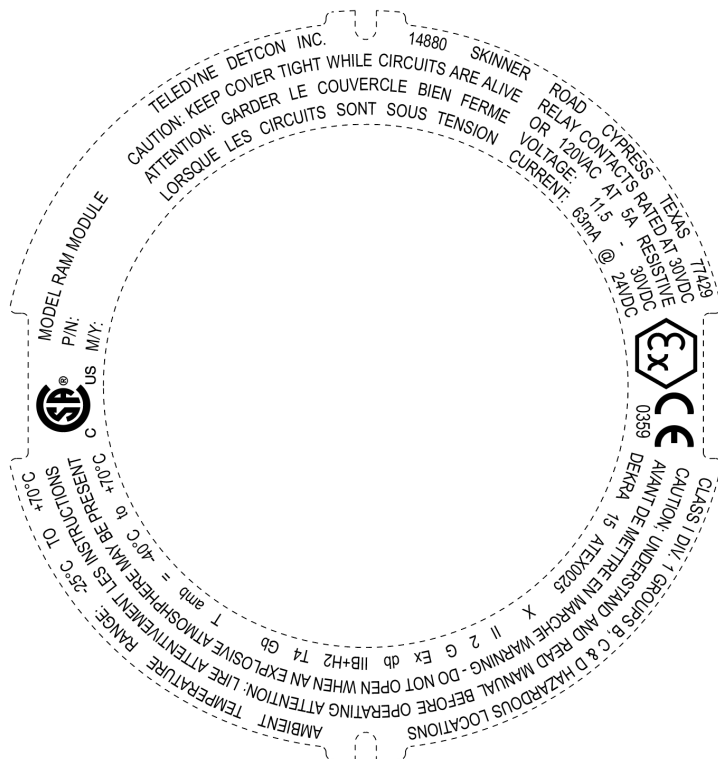 TELEDYNE DETCON INC. 14880 SKINNER ROAD CYPRESS TEXAS 77429
CAUTION: KEEP COVER TIGHT WHILE CIRCUITS ARE ALIVE
ATTENTION: GARDER LE COUVERCLE BIEN FERME
LORSQUE LES CIRCUITS SONT SOUS TENSION
RELAY CONTACTS RATED AT 30VDC
OR 120VAC AT 5A RESISTIVE
VOLTAGE: 11.5 - 30VDC
CURRENT: 63mA @ 24VDC
MODEL RAM MODULE
P/N:
M/Y:
SA®
C US
Ex
CE
0359
CLASS I DIV. 1 GROUPS B, C & D HAZARDOUS LOCATIONS
AMBIENT TEMPERATURE RANGE: -25°C TO +70°C
CAUTION: UNDERSTAND AND READ MANUAL BEFORE OPERATING ATTENTION: LIRE ATTENTIVEMENT LES INSTRUCTIONS
AVANT DE METTRE EN MARCHE WARNING - DO NOT OPEN WHEN AN EXPLOSIVE ATMOSHPHERE MAY BE PRESENT
DEKRA 15 ATEX0025 X II 2 G Ex db IIB+H2 T4 Gb T amb = -40°C to +70°C